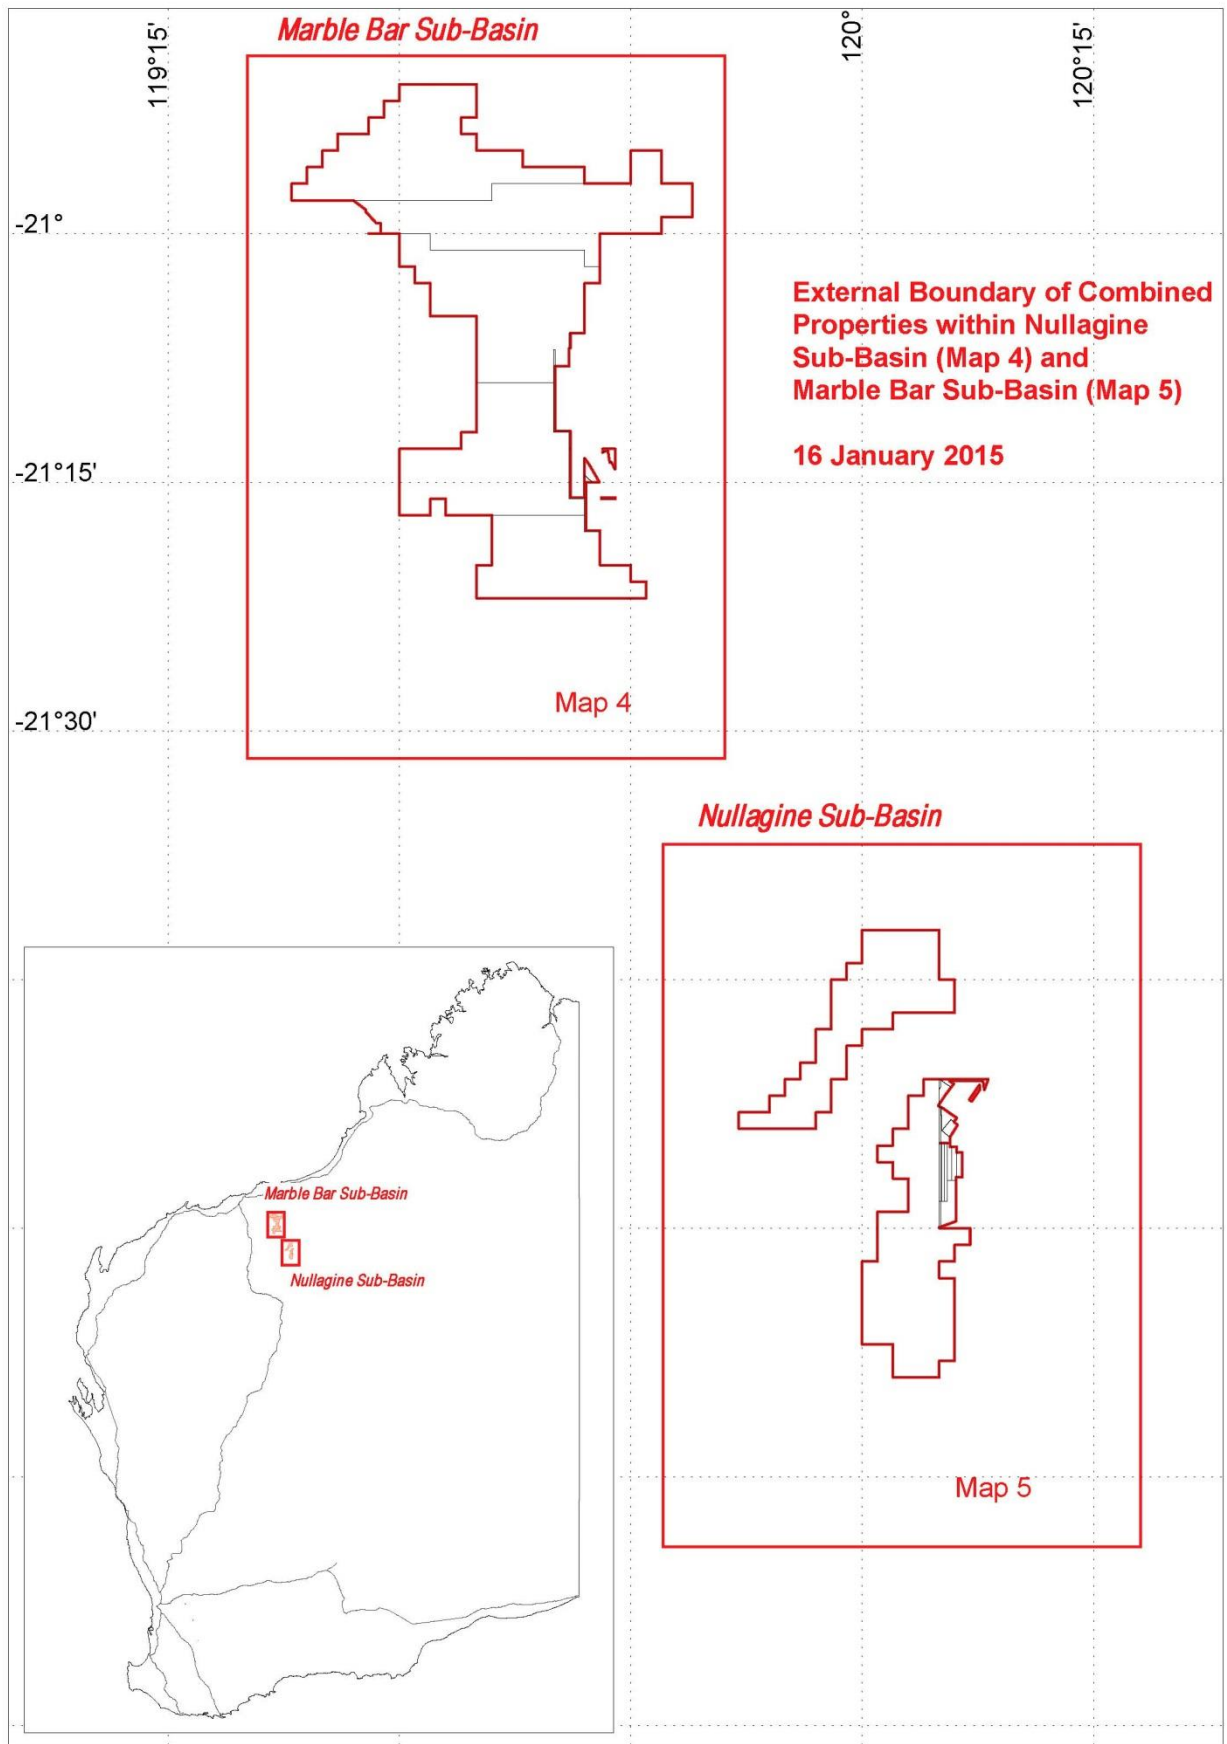 Marble Bar Sub-Basin
119°15'
120°
120°15'
-21°
External Boundary of Combined
Properties within Nullagine
Sub-Basin (Map 4) and
Marble Bar Sub-Basin (Map 5)
16 January 2015
-21°15'
Map 4
-21°30'
Nullagine Sub-Basin
Marble Bar Sub-Basin
Nullagine Sub-Basin
Map 5